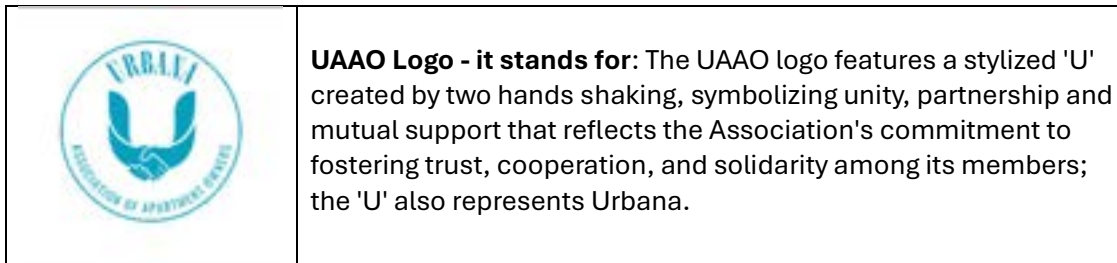 URBANA
ASSOCIATION OF APARTMENT OWNERS
UAAO Logo - it stands for: The UAAO logo features a stylized 'U'
created by two hands shaking, symbolizing unity, partnership and
mutual support that reflects the Association's commitment to
fostering trust, cooperation, and solidarity among its members;
the 'U' also represents Urbana.